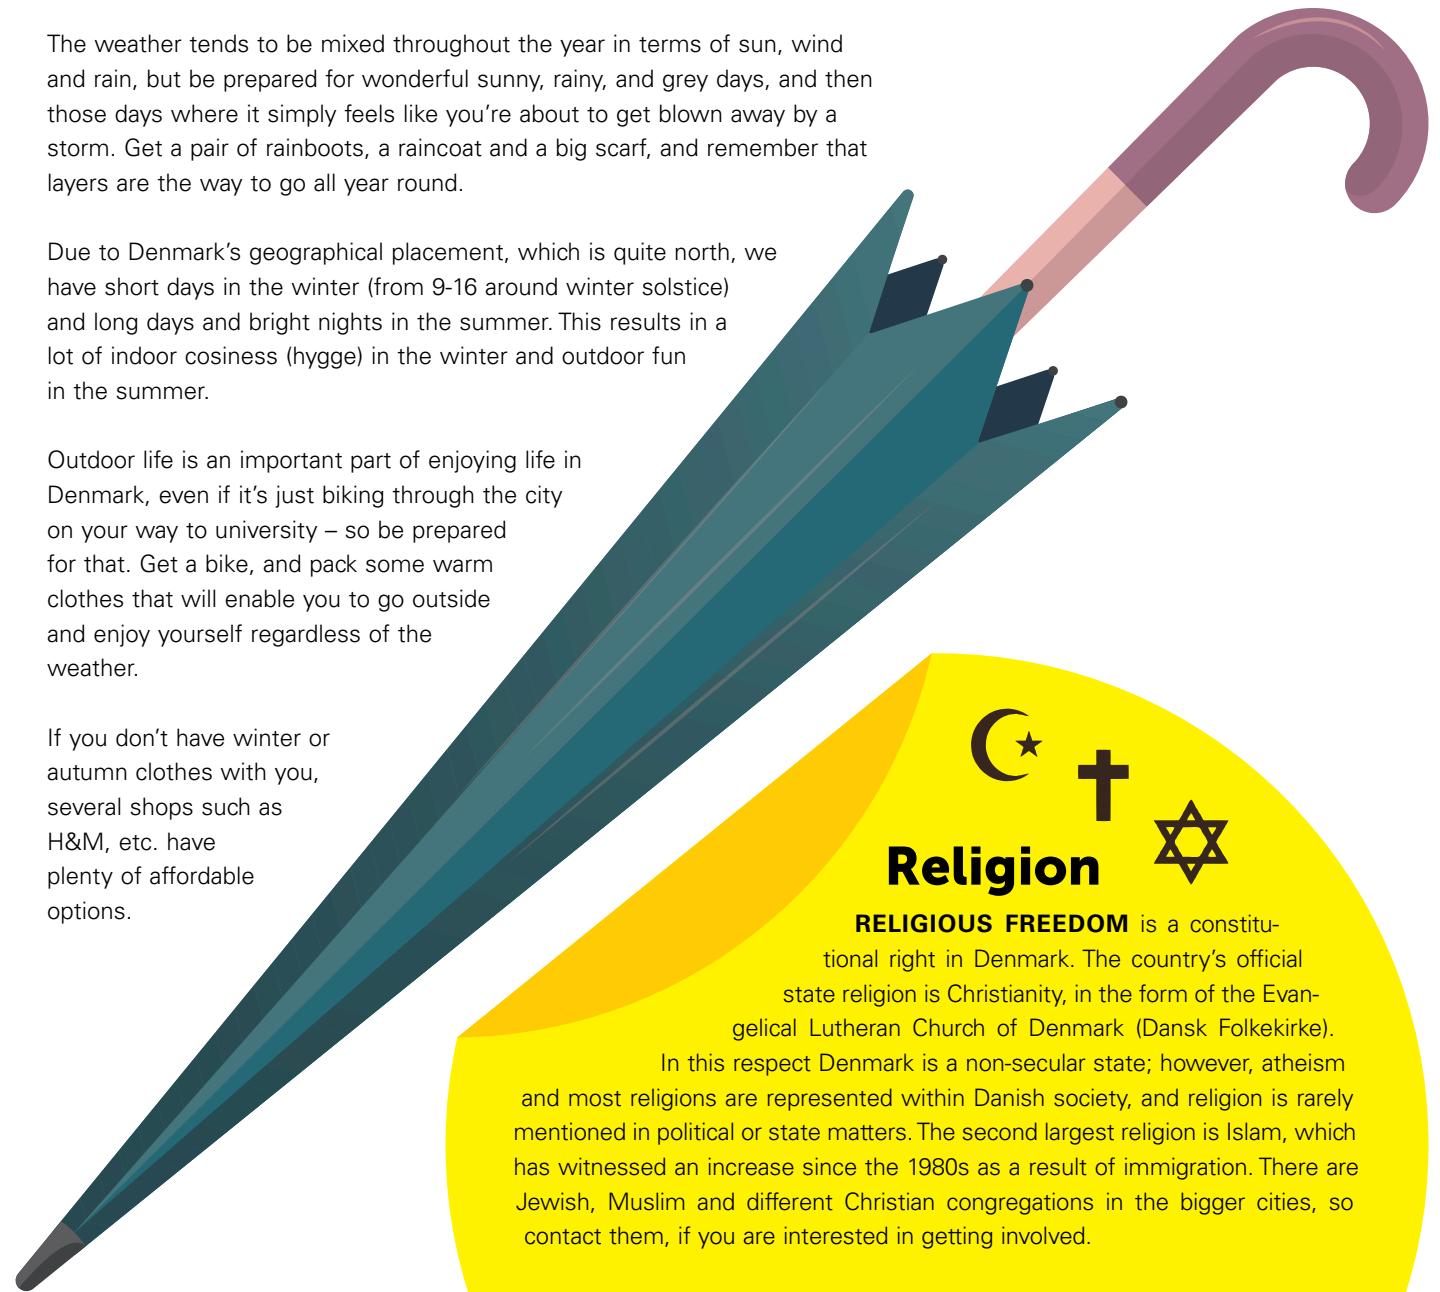 The weather tends to be mixed throughout the year in terms of sun, wind
and rain, but be prepared for wonderful sunny, rainy, and grey days, and then
those days where it simply feels like you’re about to get blown away by a
storm. Get a pair of rainboots, a raincoat and a big scarf, and remember that
layers are the way to go all year round.
Due to Denmark’s geographical placement, which is quite north, we
have short days in the winter (from 9-16 around winter solstice)
and long days and bright nights in the summer. This results in a
lot of indoor cosiness (hygge) in the winter and outdoor fun
in the summer.
Outdoor life is an important part of enjoying life in
Denmark, even if it’s just biking through the city
on your way to university – so be prepared
for that. Get a bike, and pack some warm
clothes that will enable you to go outside
and enjoy yourself regardless of the
weather.
If you don’t have winter or
autumn clothes with you,
several shops such as
H&M, etc. have
plenty of affordable
options.
Religion
RELIGIOUS FREEDOM is a constitu-
tional right in Denmark. The country’s official
state religion is Christianity, in the form of the Evan-
gelical Lutheran Church of Denmark (Dansk Folkekirke).
In this respect Denmark is a non-secular state; however, atheism
and most religions are represented within Danish society, and religion is rarely
mentioned in political or state matters. The second largest religion is Islam, which
has witnessed an increase since the 1980s as a result of immigration. There are
Jewish, Muslim and different Christian congregations in the bigger cities, so
contact them, if you are interested in getting involved.